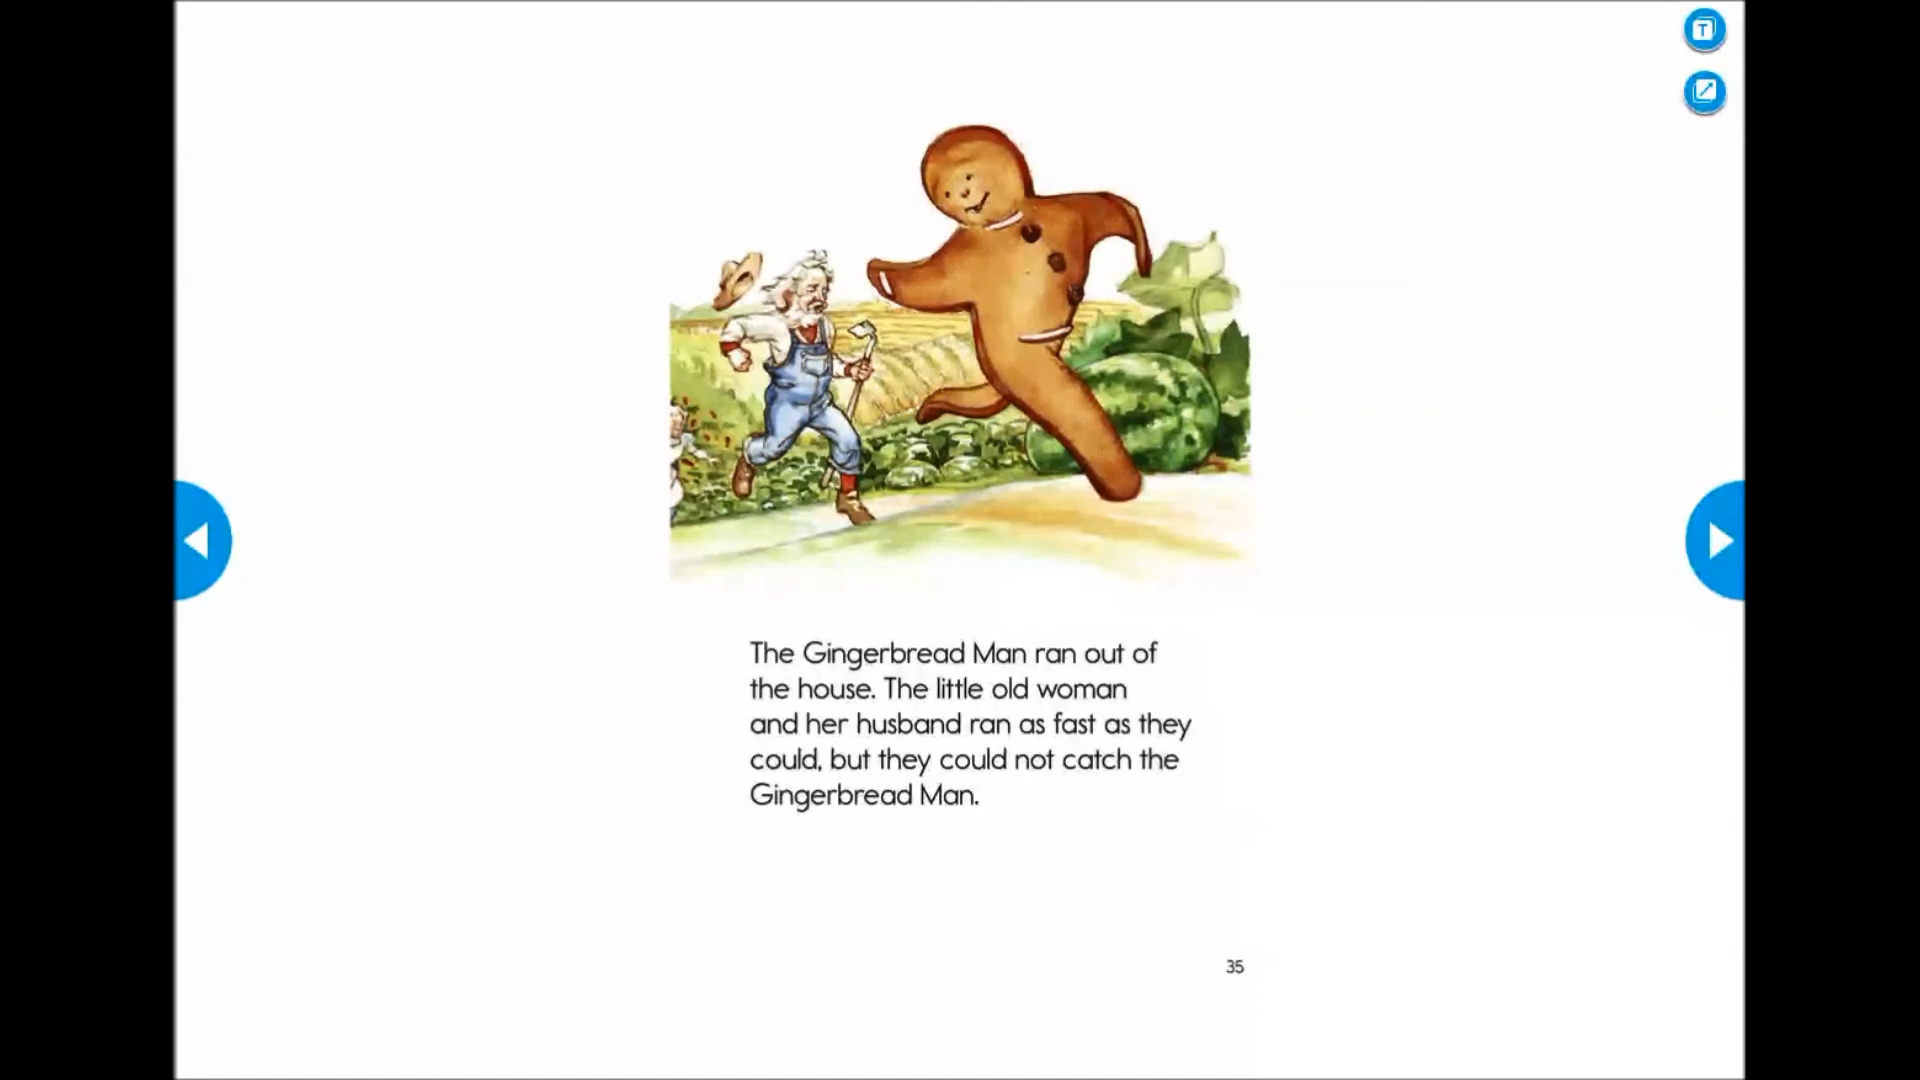 T
The Gingerbread Man ran out of
the house. The little old woman
and her husband ran as fast as they
could, but they could not catch the
Gingerbread Man.
35